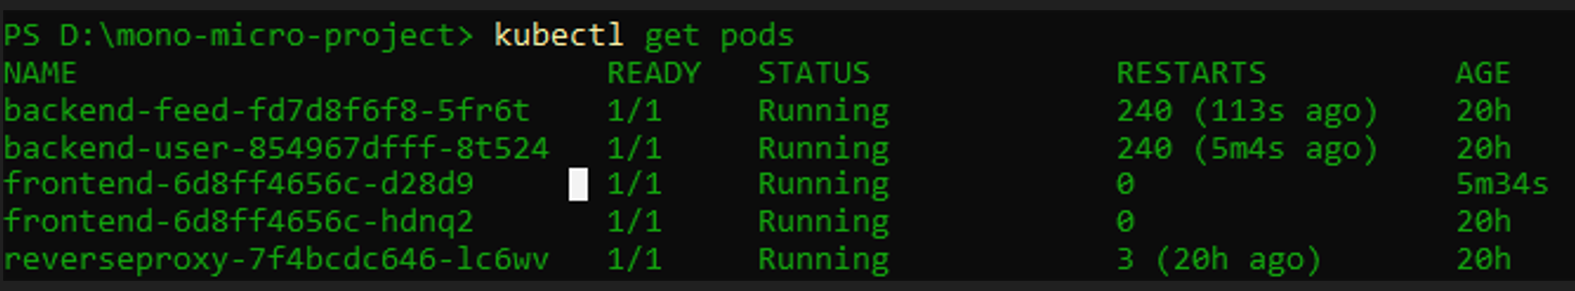 PS D:\mono-micro-project> kubectl get pods
NAME READY STATUS RESTARTS AGE
backend-feed-fd7d8f6f8-5fr6t 1/1 Running 240 (113s ago) 20h
backend-user-854967dfff-8t524 1/1 Running 240 (5m4s ago) 20h
frontend-6d8ff4656c-d28d9 1/1 Running 0 5m34s
frontend-6d8ff4656c-hdnq2 1/1 Running 0 20h
reverseproxy-7f4bcdc646-lc6wv 1/1 Running 3 (20h ago) 20h